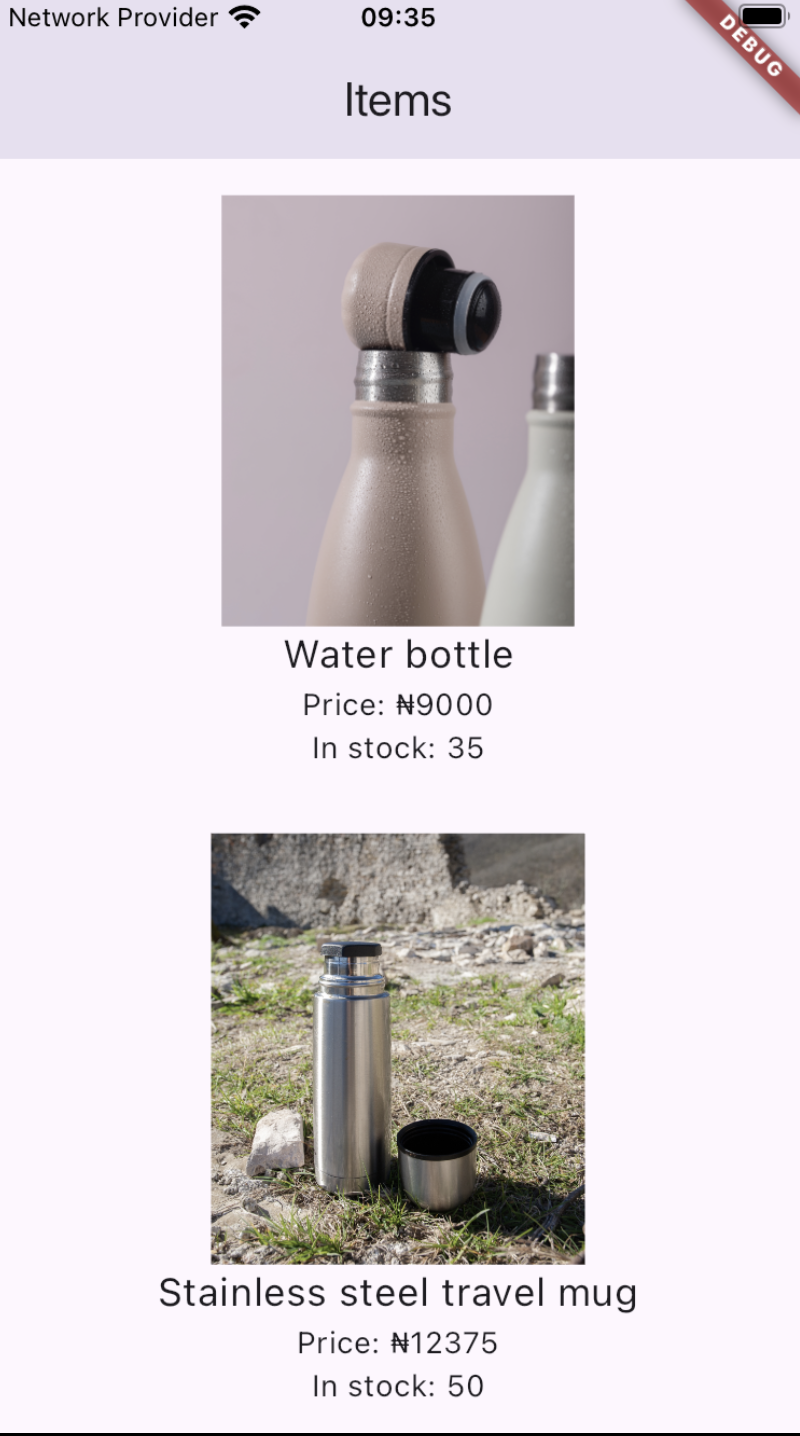 Network Provider 09:35
DEBUG
Items
Water bottle
Price: ₦9000
In stock: 35
Stainless steel travel mug
Price: ₦12375
In stock: 50